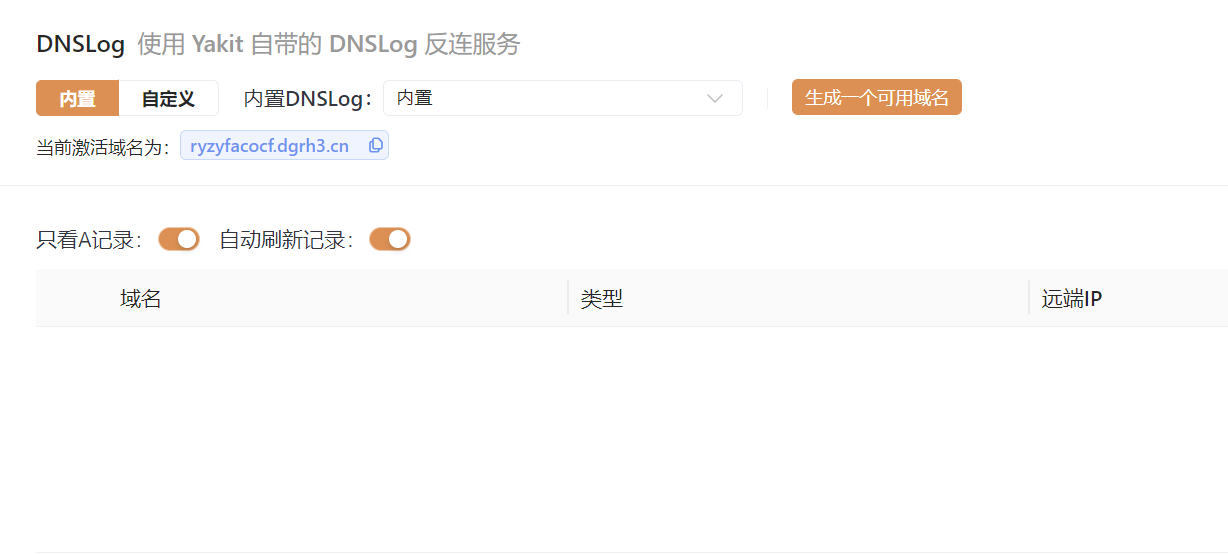 DNSLog 使用 Yakit 自带的 DNSLog 反连服务
内置 自定义 内置DNSLog： 内置 生成一个可用域名
当前激活域名为： ryzyfacocf.dgrh3.cn
只看A记录： 自动刷新记录：
域名 类型 远端IP